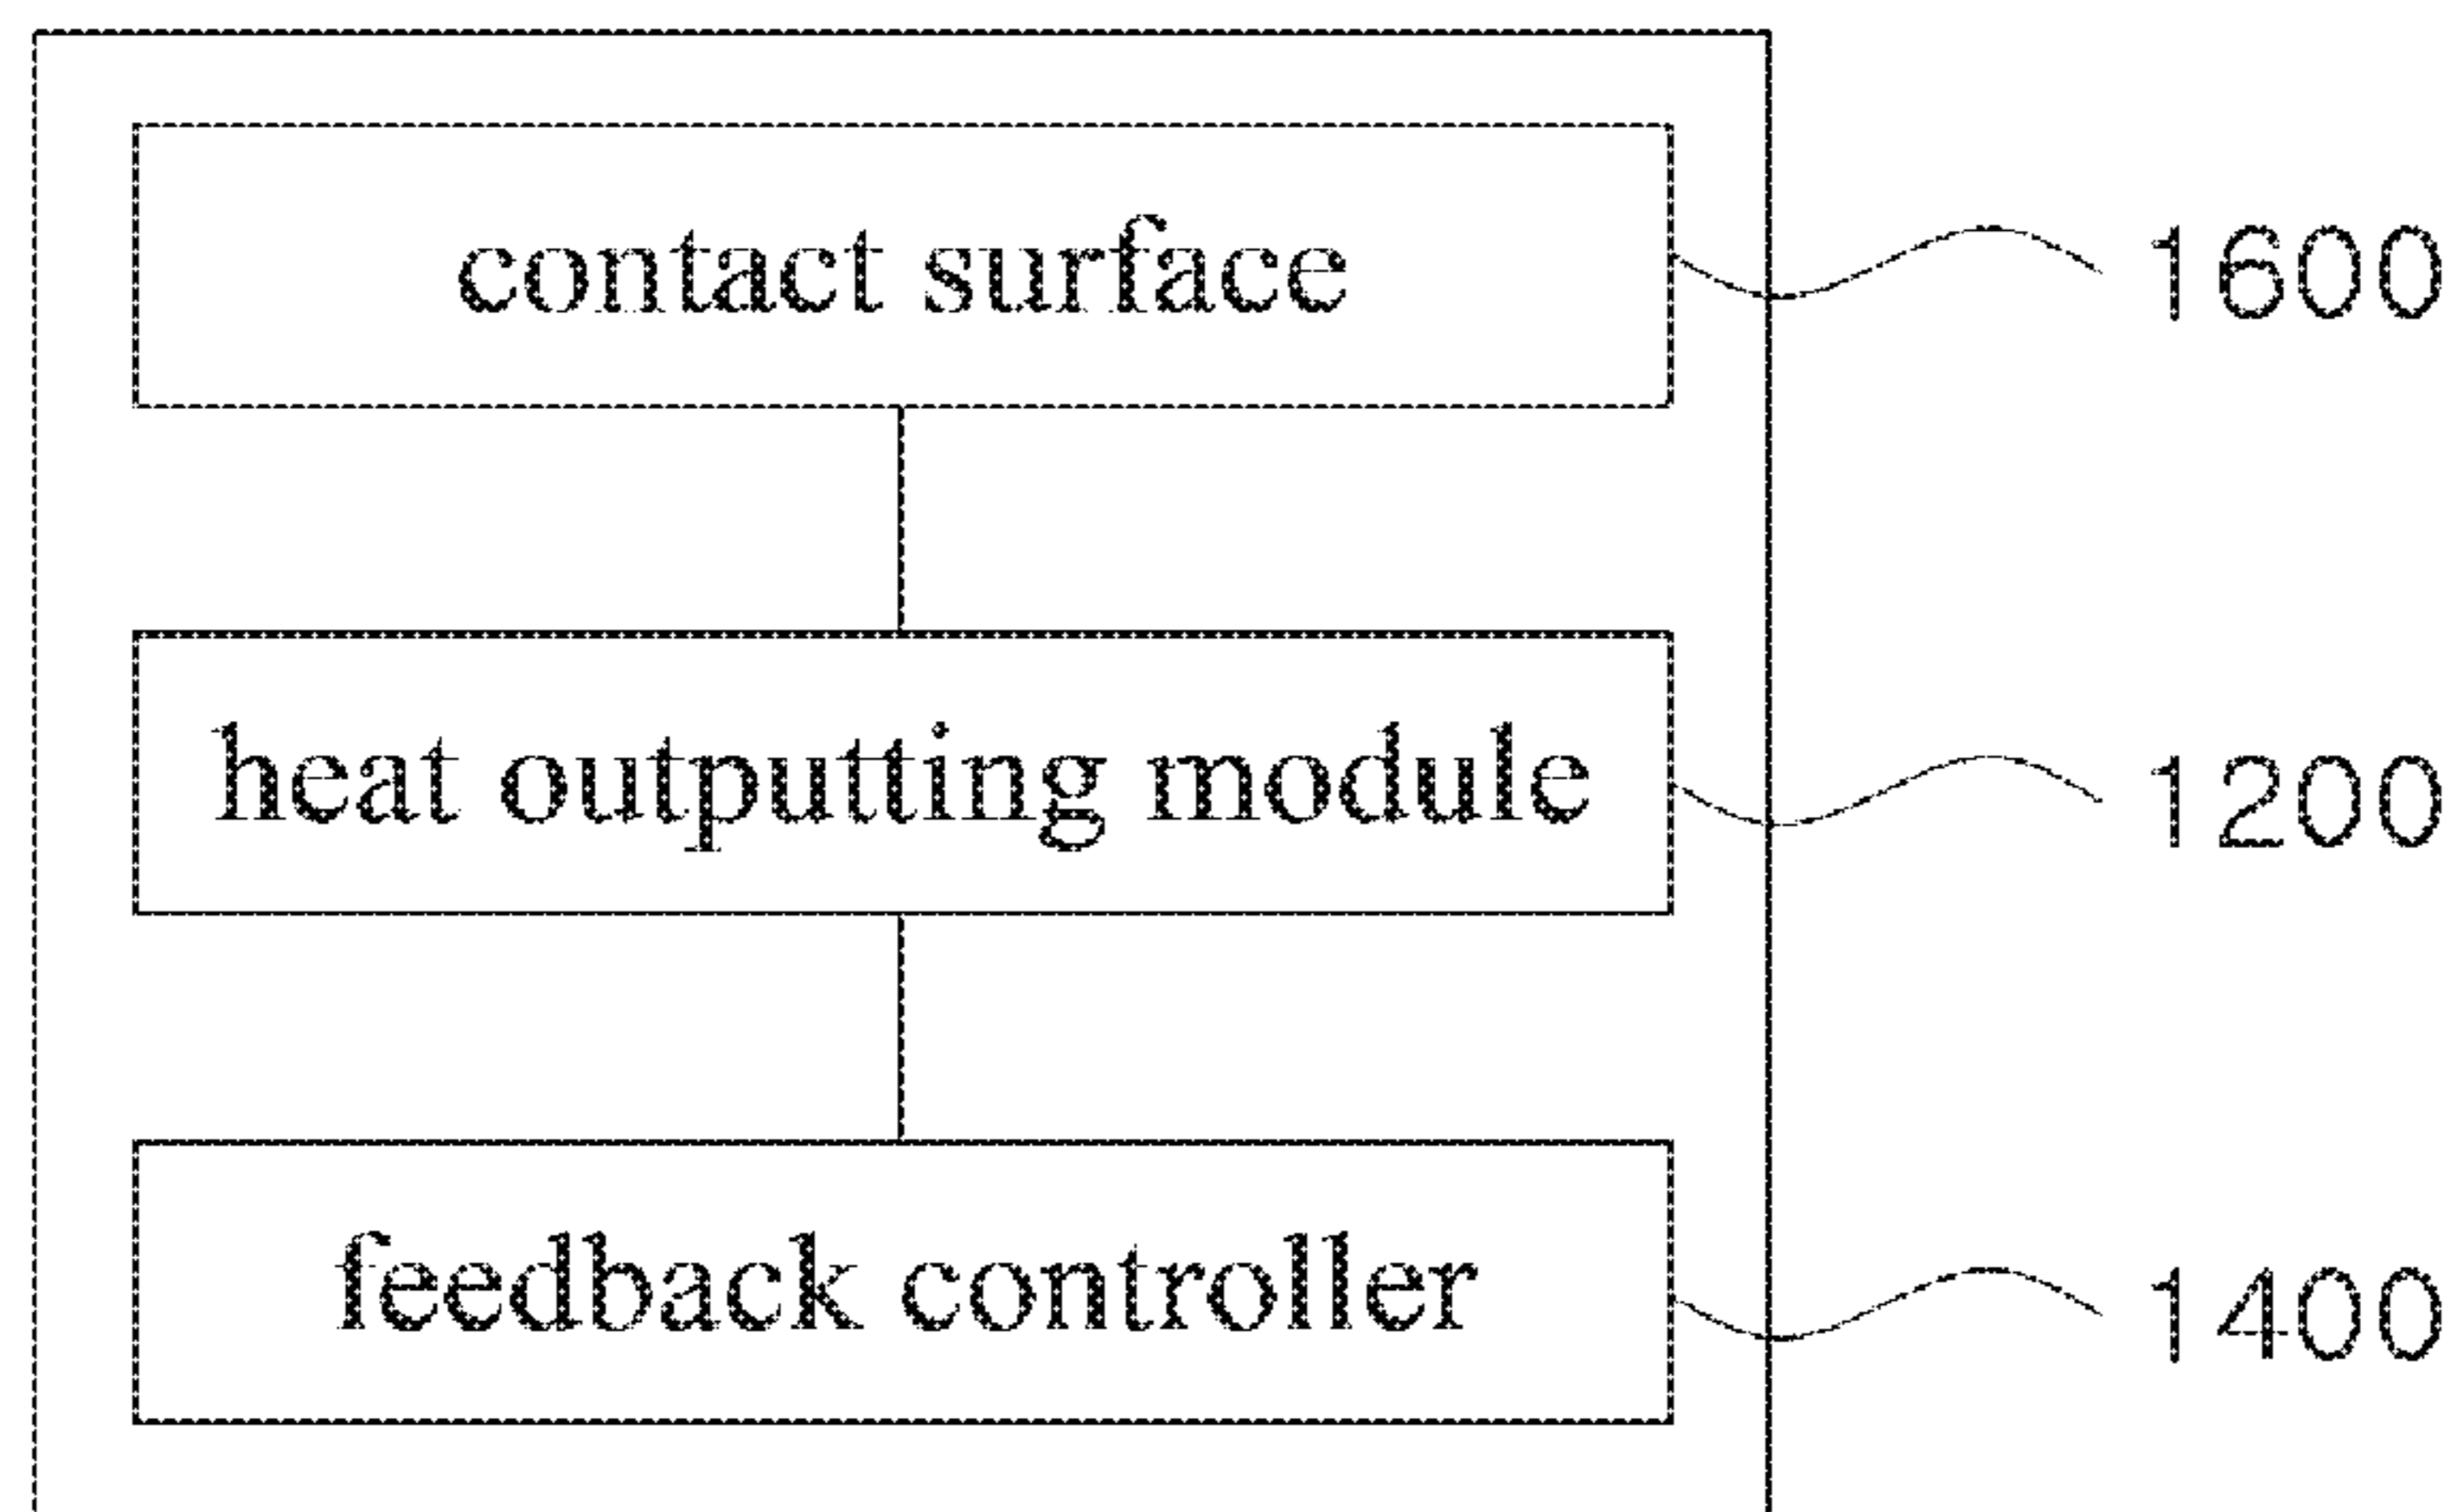 contact surface 1600
heat outputting module 1200
feedback controller 1400